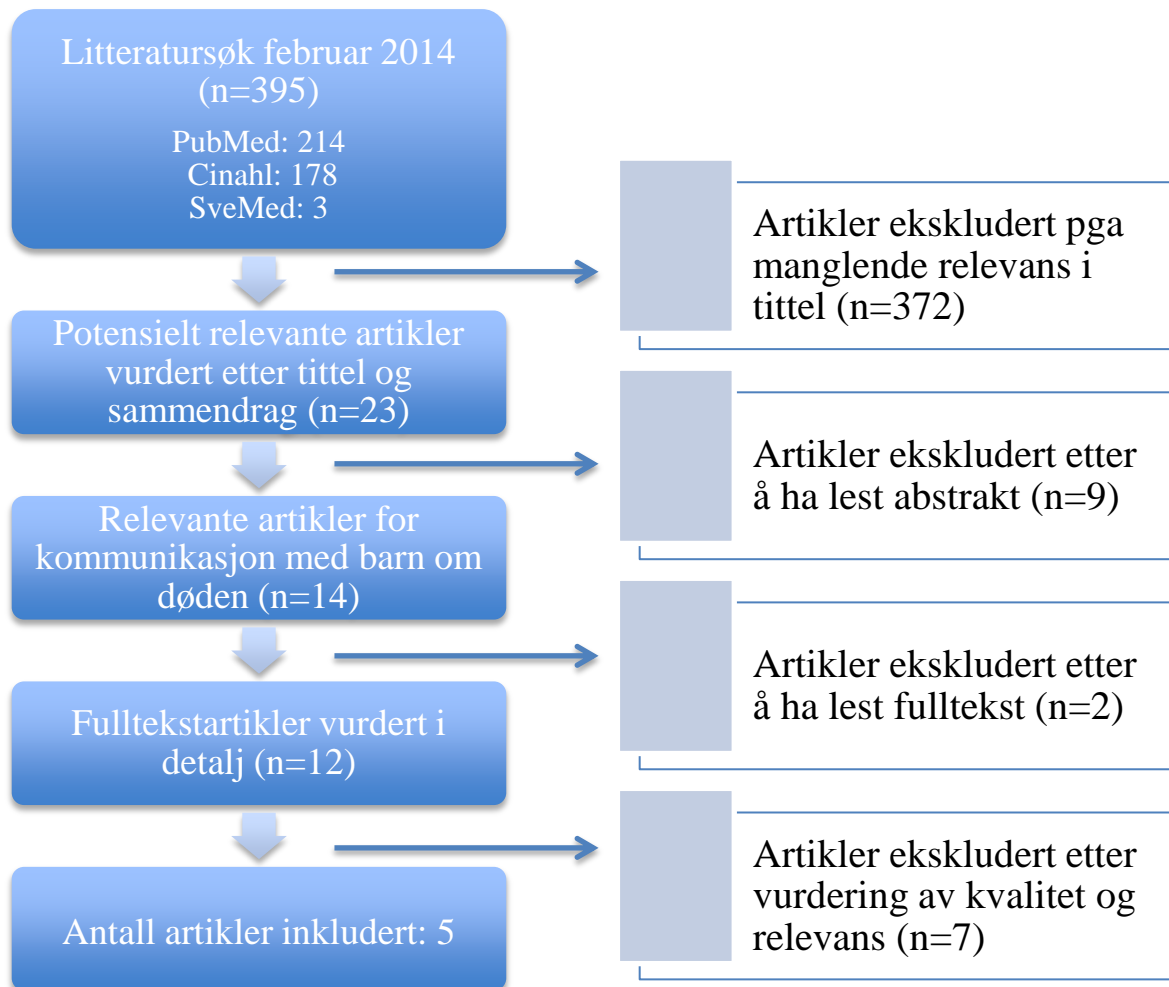 Litteratursøk februar 2014
(n=395)
PubMed: 214
Cinahl: 178
SveMed: 3
Artikler ekskludert pga
manglende relevans i
tittel (n=372)
Potensielt relevante artikler
vurdert etter tittel og
sammendrag (n=23)
Artikler ekskludert etter
å ha lest abstrakt (n=9)
Relevante artikler for
kommunikasjon med barn om
døden (n=14)
Artikler ekskludert etter
å ha lest fulltekst (n=2)
Fulltekstartikler vurdert i
detalj (n=12)
Artikler ekskludert etter
vurdering av kvalitet og
relevans (n=7)
Antall artikler inkludert: 5